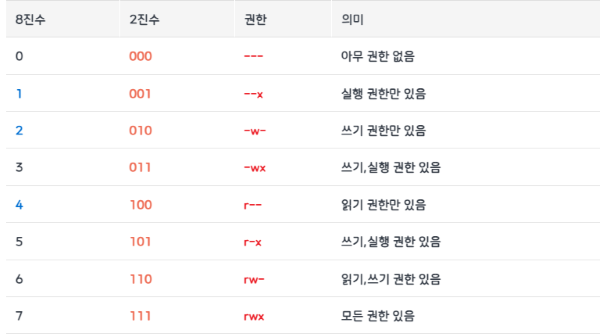 8진수 2진수 권한 의미
0 000 --- 아무 권한 없음
1 001 --x 실행 권한만 있음
2 010 -w- 쓰기 권한만 있음
3 011 -wx 쓰기,실행 권한 있음
4 100 r-- 읽기 권한만 있음
5 101 r-x 쓰기,실행 권한 있음
6 110 rw- 읽기,쓰기 권한 있음
7 111 rwx 모든 권한 있음